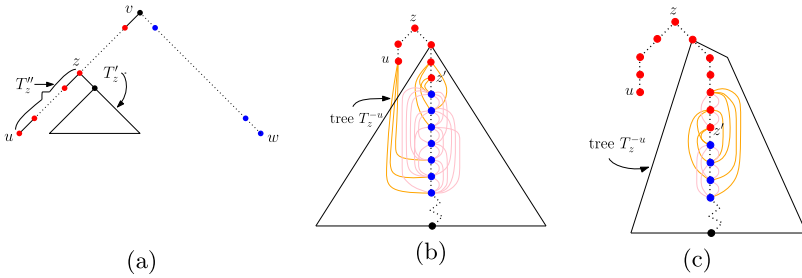 v
z
T''_z
T'_z
u
w
(a)
z
u
z'
tree T_z^{-u}
(b)
z
u
z'
tree T_z^{-u}
(c)